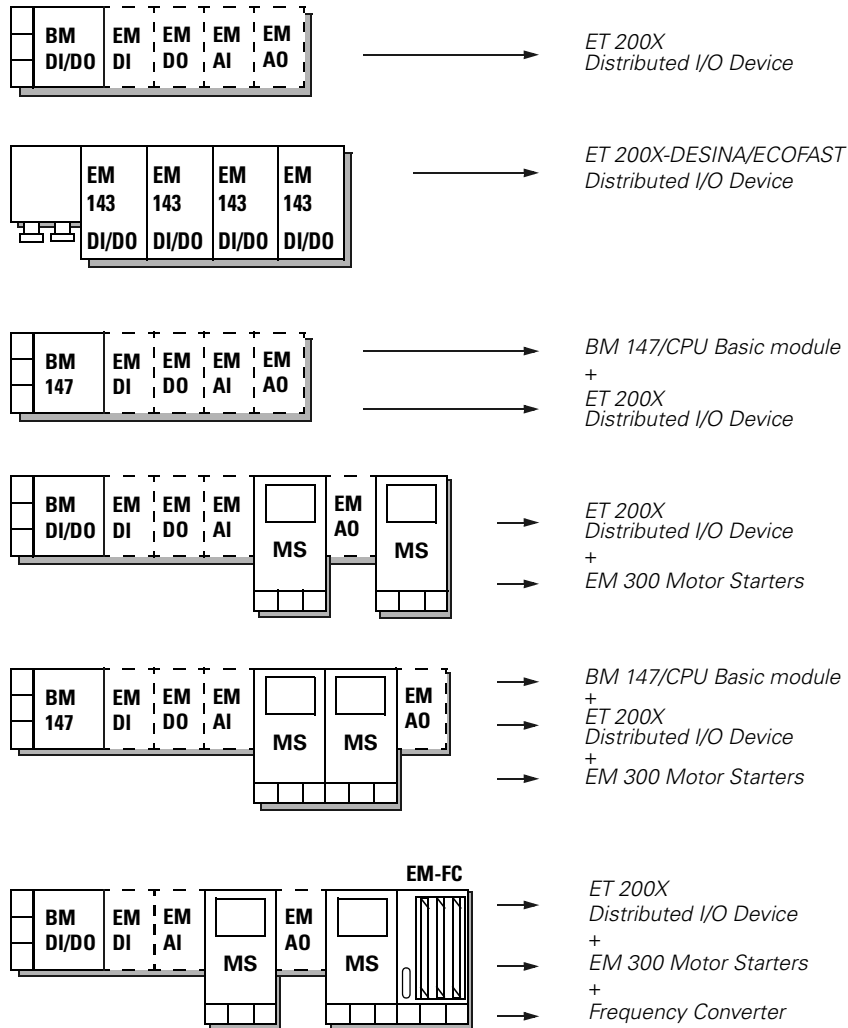 BM EM EM EM EM
DI/DO DI DO AI AO
ET 200X
Distributed I/O Device
EM EM EM EM
143 143 143 143
DI/DO DI/DO DI/DO DI/DO
ET 200X-DESINA/ECOFAST
Distributed I/O Device
BM EM EM EM EM
147 DI DO AI AO
BM 147/CPU Basic module
+
ET 200X
Distributed I/O Device
BM EM EM EM EM
DI/DO DI DO AI AO
MS MS
ET 200X
Distributed I/O Device
+
EM 300 Motor Starters
BM EM EM EM EM
147 DI DO AI AO
MS MS
BM 147/CPU Basic module
+
ET 200X
Distributed I/O Device
+
EM 300 Motor Starters
EM-FC
BM EM EM EM
DI/DO DI AI AO
MS MS
ET 200X
Distributed I/O Device
+
EM 300 Motor Starters
+
Frequency Converter